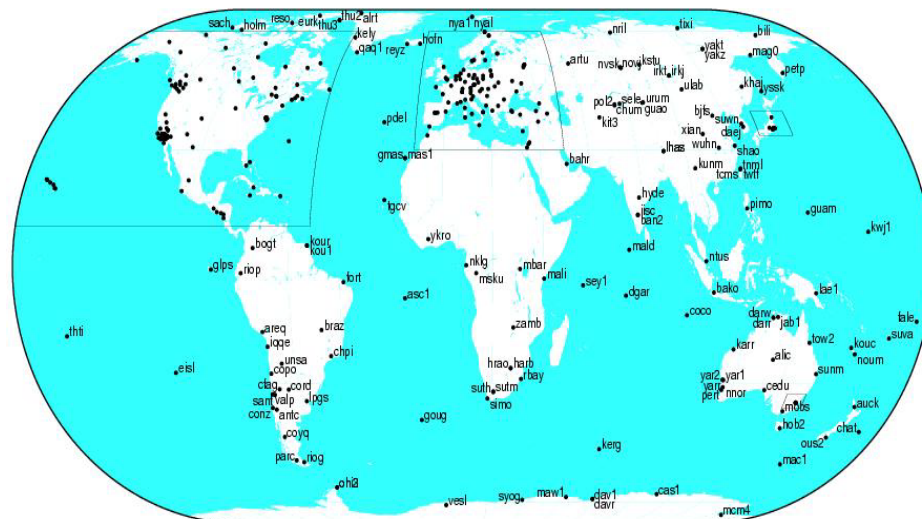 sach
holm
reso
eurk
thu2
alrt
thu3
kely
qaq1
reyz
hofn
nya1
nyal
nril
tixi
bili
artu
nvsk
novj
kstu
irkt
irkj
yakt
yakz
mag0
petp
ulab
khaj
yssk
pol2
sele
urum
chum
guao
kit3
bjfs
suwn
daej
xian
wuhn
shao
pdel
gmas
mas1
bahr
lhas
kunm
tcms
tnml
twtf
hyde
iisc
ban2
pimo
guam
kwj1
bogt
kour
kou1
ykro
mald
glps
riop
fort
nklg
msku
mbar
mali
sey1
dgar
ntus
bako
asc1
coco
lae1
thti
eisl
areq
iqqe
braz
chpi
unsa
copo
zamb
darw
darr
jab1
tow2
karr
alic
kouc
noum
suva
cfag
cord
sant
valp
lpgs
conz
antc
coyq
parc
riog
hrao
harb
rbay
suth
sutm
simo
goug
yar2
yar1
yarr
pert
nnor
cedu
sunm
mobs
hob2
auck
chat
ous2
mac1
kerg
vesl
syog
maw1
dav1
davr
cas1
mcm4